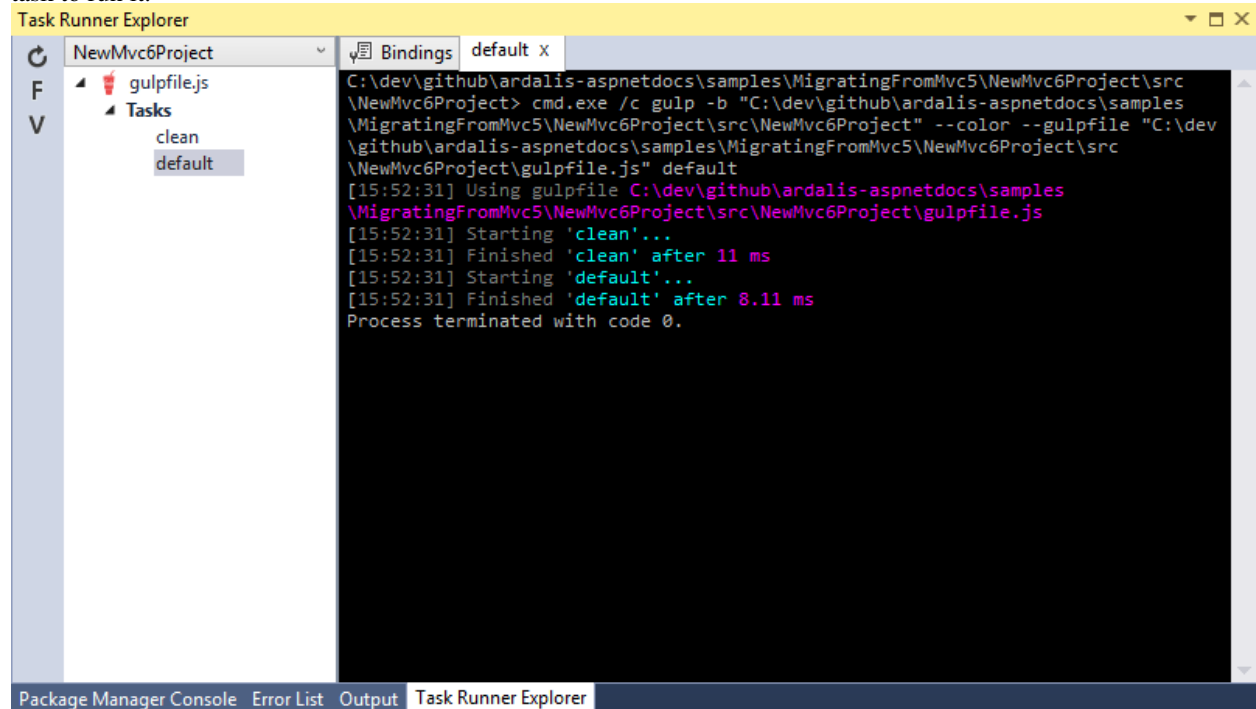 task to run it.
Task Runner Explorer
NewMvc6Project
Bindings
default x
F
V
gulpfile.js
Tasks
clean
default
C:\dev\github\ardalis-aspnetdocs\samples\MigratingFromMvc5\NewMvc6Project\src
\NewMvc6Project> cmd.exe /c gulp -b "C:\dev\github\ardalis-aspnetdocs\samples
\MigratingFromMvc5\NewMvc6Project\src\NewMvc6Project" --color --gulpfile "C:\dev
\github\ardalis-aspnetdocs\samples\MigratingFromMvc5\NewMvc6Project\src
\NewMvc6Project\gulpfile.js" default
[15:52:31] Using gulpfile C:\dev\github\ardalis-aspnetdocs\samples
\MigratingFromMvc5\NewMvc6Project\src\NewMvc6Project\gulpfile.js
[15:52:31] Starting 'clean'...
[15:52:31] Finished 'clean' after 11 ms
[15:52:31] Starting 'default'...
[15:52:31] Finished 'default' after 8.11 ms
Process terminated with code 0.
Package Manager Console Error List Output Task Runner Explorer